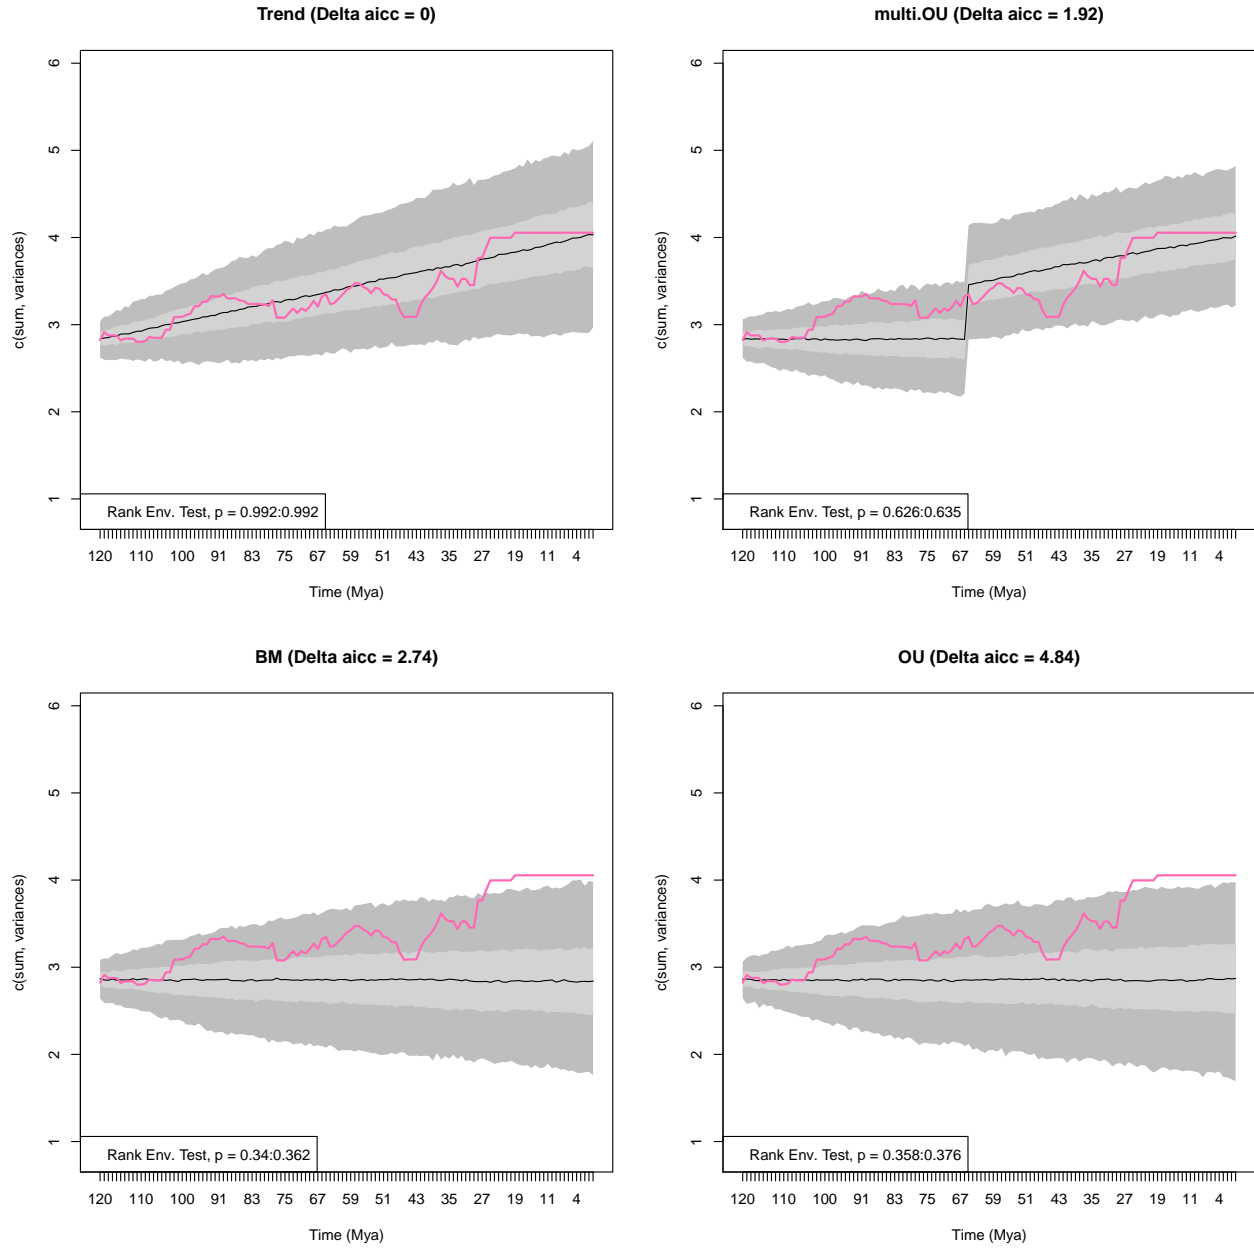 Trend (Delta aicc = 0)
c(sum, variances)
6
5
4
3
2
1
Rank Env. Test, p = 0.992:0.992
120 110 100 91 83 75 67 59 51 43 35 27 19 11 4
Time (Mya)
multi.OU (Delta aicc = 1.92)
c(sum, variances)
6
5
4
3
2
1
Rank Env. Test, p = 0.626:0.635
120 110 100 91 83 75 67 59 51 43 35 27 19 11 4
Time (Mya)
BM (Delta aicc = 2.74)
c(sum, variances)
6
5
4
3
2
1
Rank Env. Test, p = 0.34:0.362
120 110 100 91 83 75 67 59 51 43 35 27 19 11 4
Time (Mya)
OU (Delta aicc = 4.84)
c(sum, variances)
6
5
4
3
2
1
Rank Env. Test, p = 0.358:0.376
120 110 100 91 83 75 67 59 51 43 35 27 19 11 4
Time (Mya)